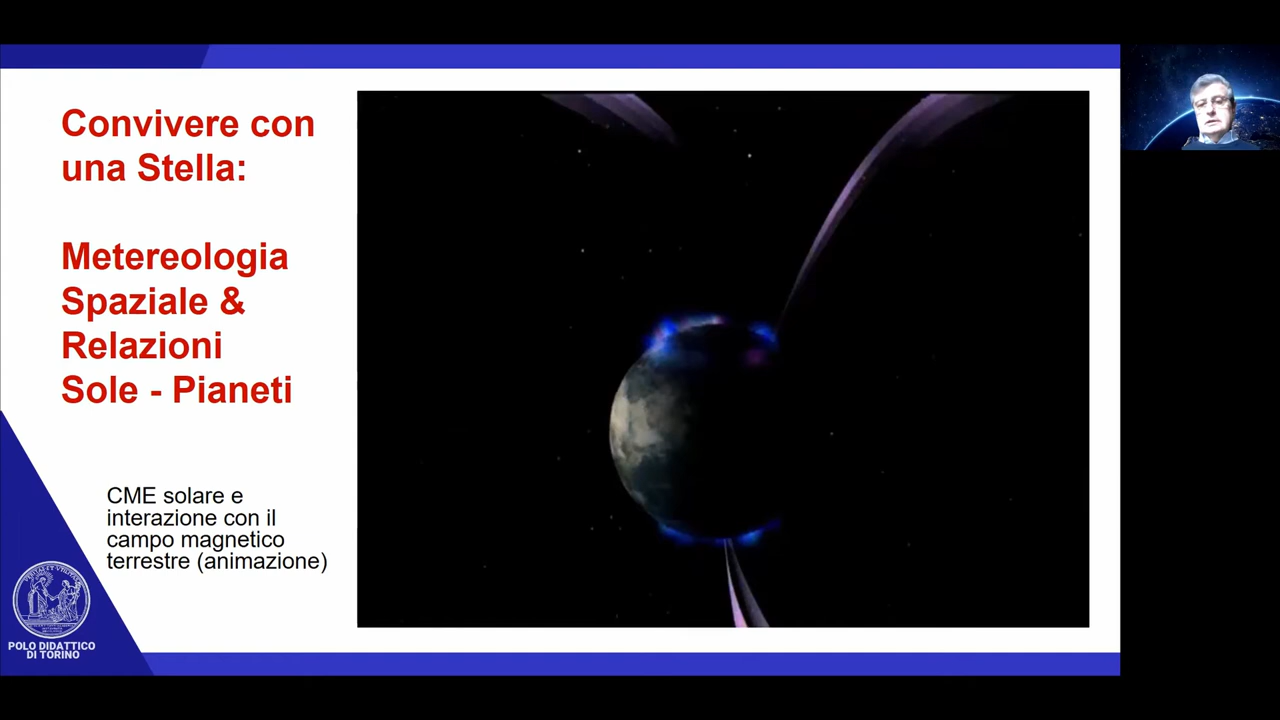 Convivere con
una Stella:
Metereologia
Spaziale &
Relazioni
Sole - Pianeti
CME solare e
interazione con il
campo magnetico
terrestre (animazione)
POLO DIDATTICO
DI TORINO